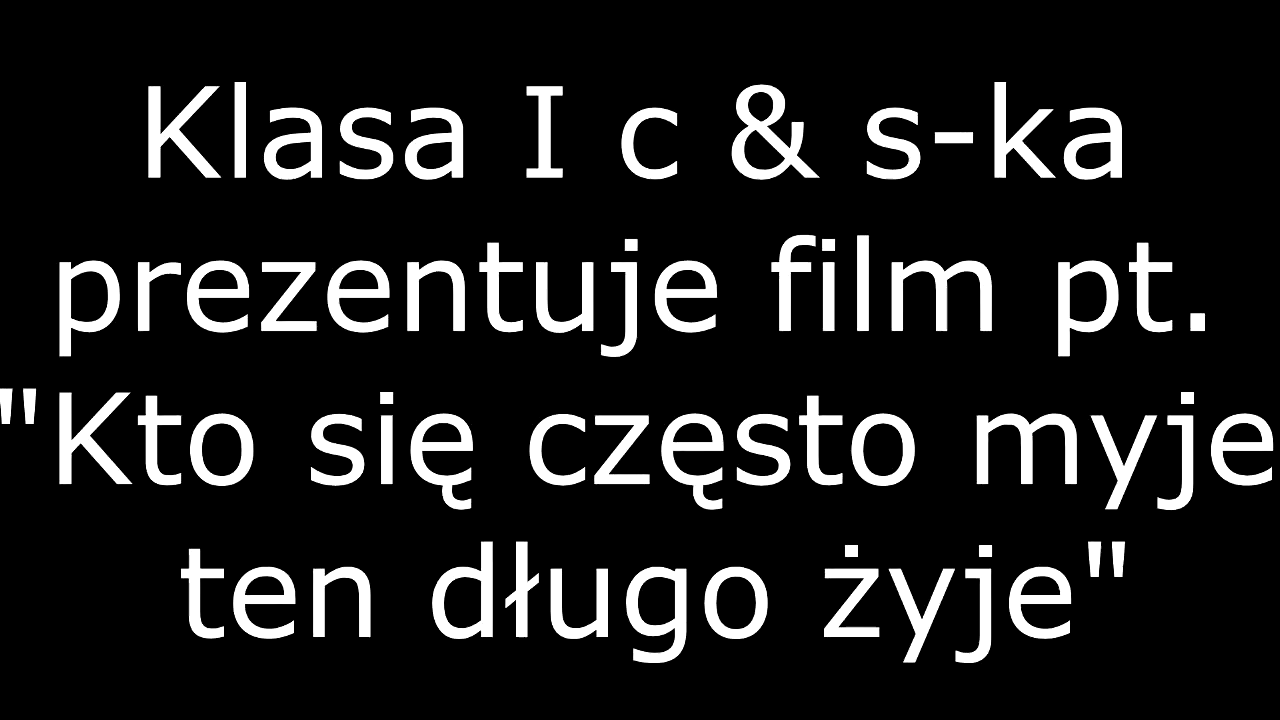 Klasa I c & s-ka
prezentuje film pt.
"Kto się często myje
ten długo żyje"